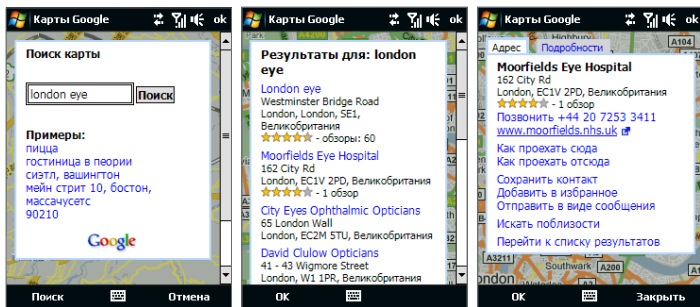 Карты Google ok
Поиск карты
london eye Поиск
Примеры:
пицца
гостиница в пеории
сиэтл, вашингтон
мейн стрит 10, бостон,
массачусетс
90210
Google
Поиск Отмена
Карты Google ok
A4200
Результаты для: london
eye
London eye
Westminster Bridge Road
London, London, SE1,
Великобритания
- обзоры: 60
Moorfields Eye Hospital
162 City Rd
London, EC1V 2PD, Великобритания
- 1 обзор
City Eyes Ophthalmic Opticians
65 London Wall
London, EC2M 5TU, Великобритания
David Clulow Opticians
41 - 43 Wigmore Street
London, W1 1PR, Великобритания
OK
Карты Google ok
A104
Адрес Подробности
Moorfields Eye Hospital
162 City Rd
London, EC1V 2PD, Великобритания
- 1 обзор
Позвонить +44 20 7253 3411
www.moorfields.nhs.uk
Как проехать сюда
Как проехать отсюда
Сохранить контакт
Добавить в избранное
Отправить в виде сообщения
Искать поблизости
Перейти к списку результатов
A3211
Southwark A200
OK Закрыть